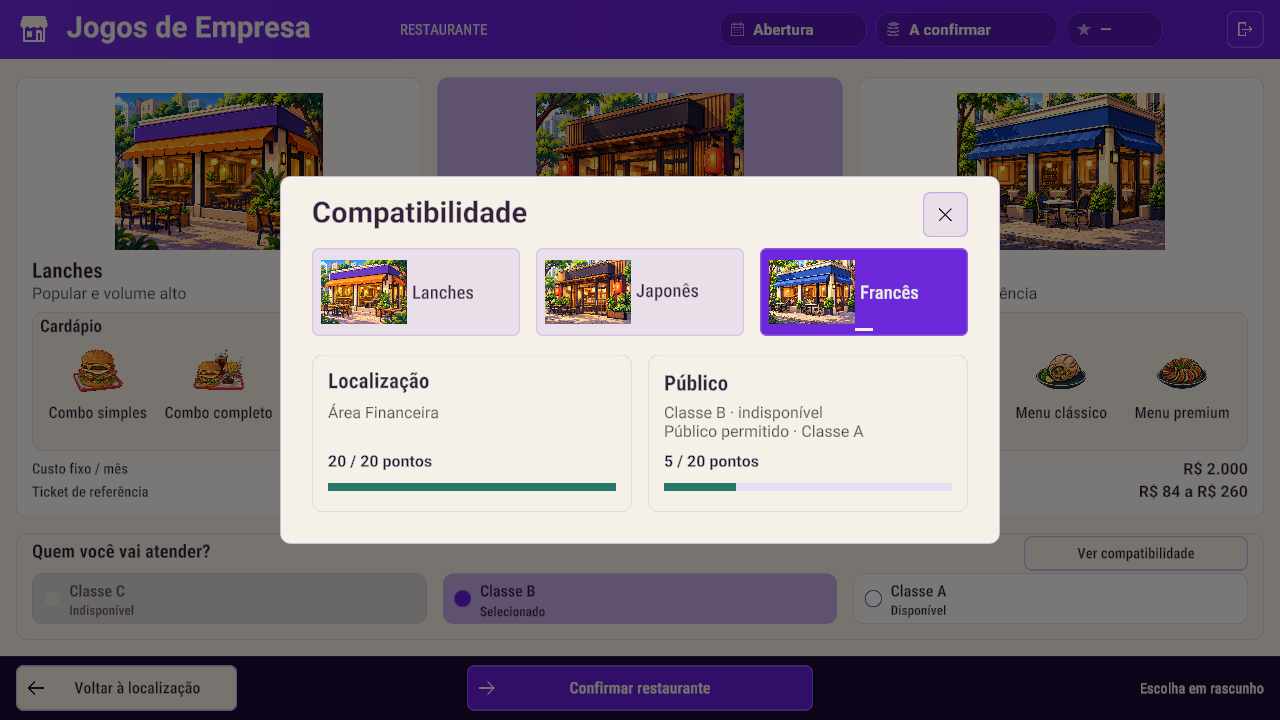 Jogos de Empresa
RESTAURANTE
Abertura
A confirmar
–
Compatibilidade
Lanches
Japonês
Francês
Localização
Área Financeira
20 / 20 pontos
Público
Classe B · indisponível
Público permitido · Classe A
5 / 20 pontos
Lanches
Popular e volume alto
Cardápio
Combo simples
Combo completo
Custo fixo / mês
Ticket de referência
Menu clássico
Menu premium
R$ 2.000
R$ 84 a R$ 260
Quem você vai atender?
Ver compatibilidade
Classe C
Indisponível
Classe B
Selecionado
Classe A
Disponível
Voltar à localização
Confirmar restaurante
Escolha em rascunho